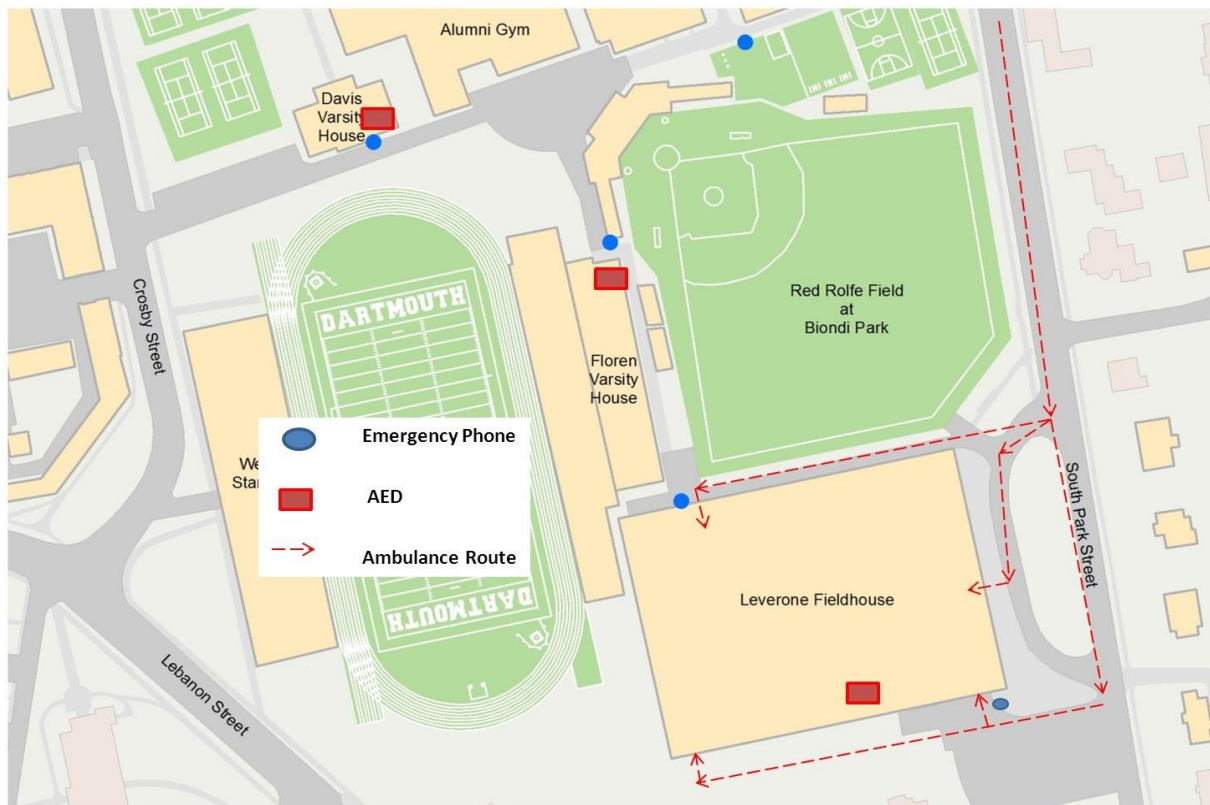 Alumni Gym
Davis
Varsity
House
DARTMOUTH
Crosby Street
Red Rolfe Field
at
Biondi Park
Floren
Varsity
House
Emergency Phone
AED
Ambulance Route
South Park Street
DARTMOUTH
Leverone Fieldhouse
Lebanon Street